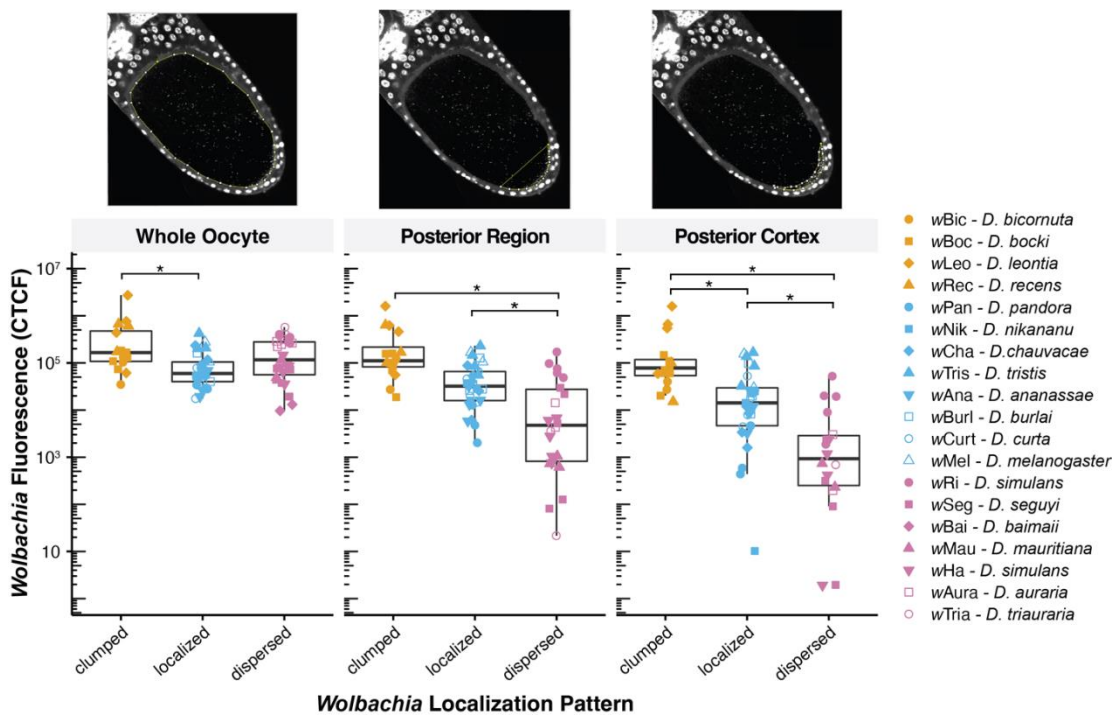 Whole Oocyte
Posterior Region
Posterior Cortex
Wolbachia Fluorescence (CTCF)
10⁷
10⁵
10³
10
*
*
*
*
*
*
clumped
localized
dispersed
clumped
localized
dispersed
clumped
localized
dispersed
Wolbachia Localization Pattern
wBic - D. bicornuta
wBoc - D. bocki
wLeo - D. leontia
wRec - D. recens
wPan - D. pandora
wNik - D. nikananu
wCha - D.chauvacae
wTris - D. tristis
wAna - D. ananassae
wBurl - D. burlai
wCurt - D. curta
wMel - D. melanogaster
wRi - D. simulans
wSeg - D. seguyi
wBai - D. baimaii
wMau - D. mauritiana
wHa - D. simulans
wAura - D. auraria
wTria - D. triauraria